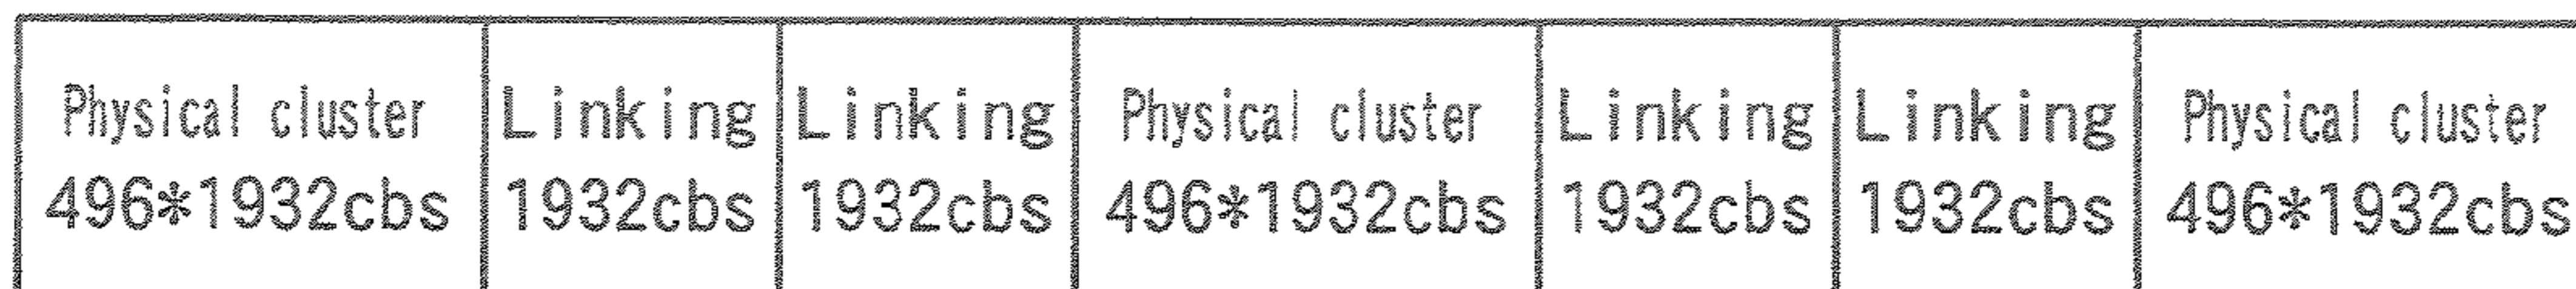 Physical cluster Linking Linking Physical cluster Linking Linking Physical cluster
496*1932cbs 1932cbs 1932cbs 496*1932cbs 1932cbs 1932cbs 496*1932cbs